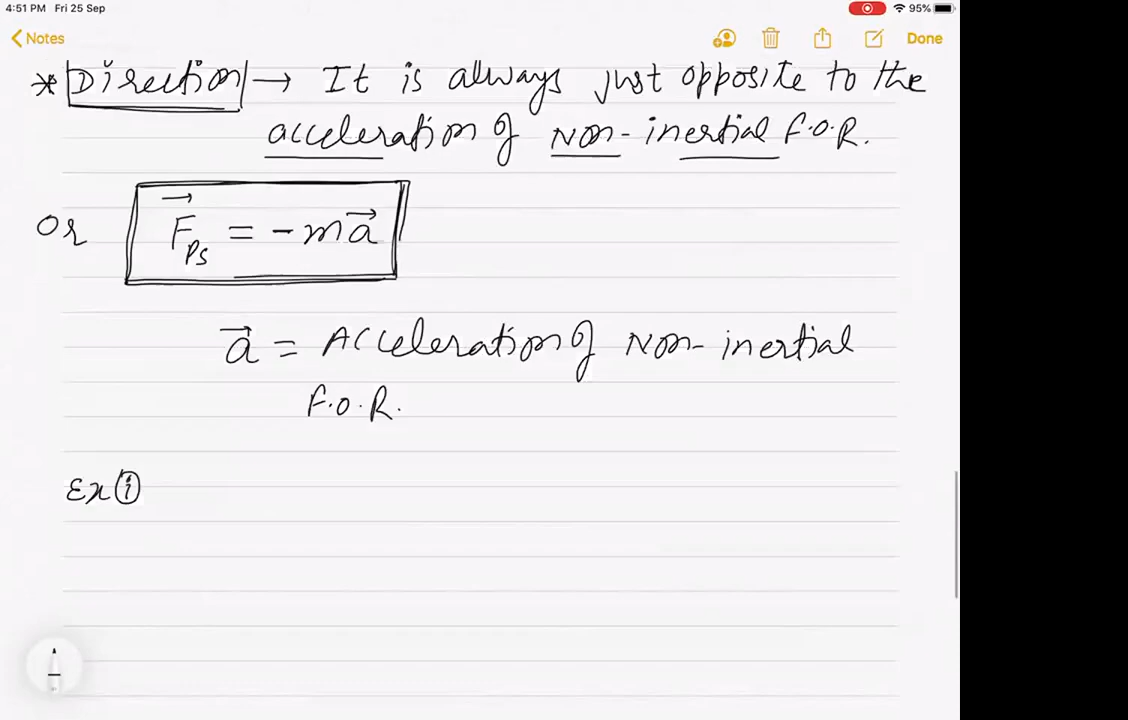 4:51 PM Fri 25 Sep 95%
Notes Done
* Direction → It is always just opposite to the
acceleration of Non-inertial F.O.R.
Or F⃗ps = -ma⃗
a⃗ = Acceleration of Non-inertial
F.O.R.
Ex ①